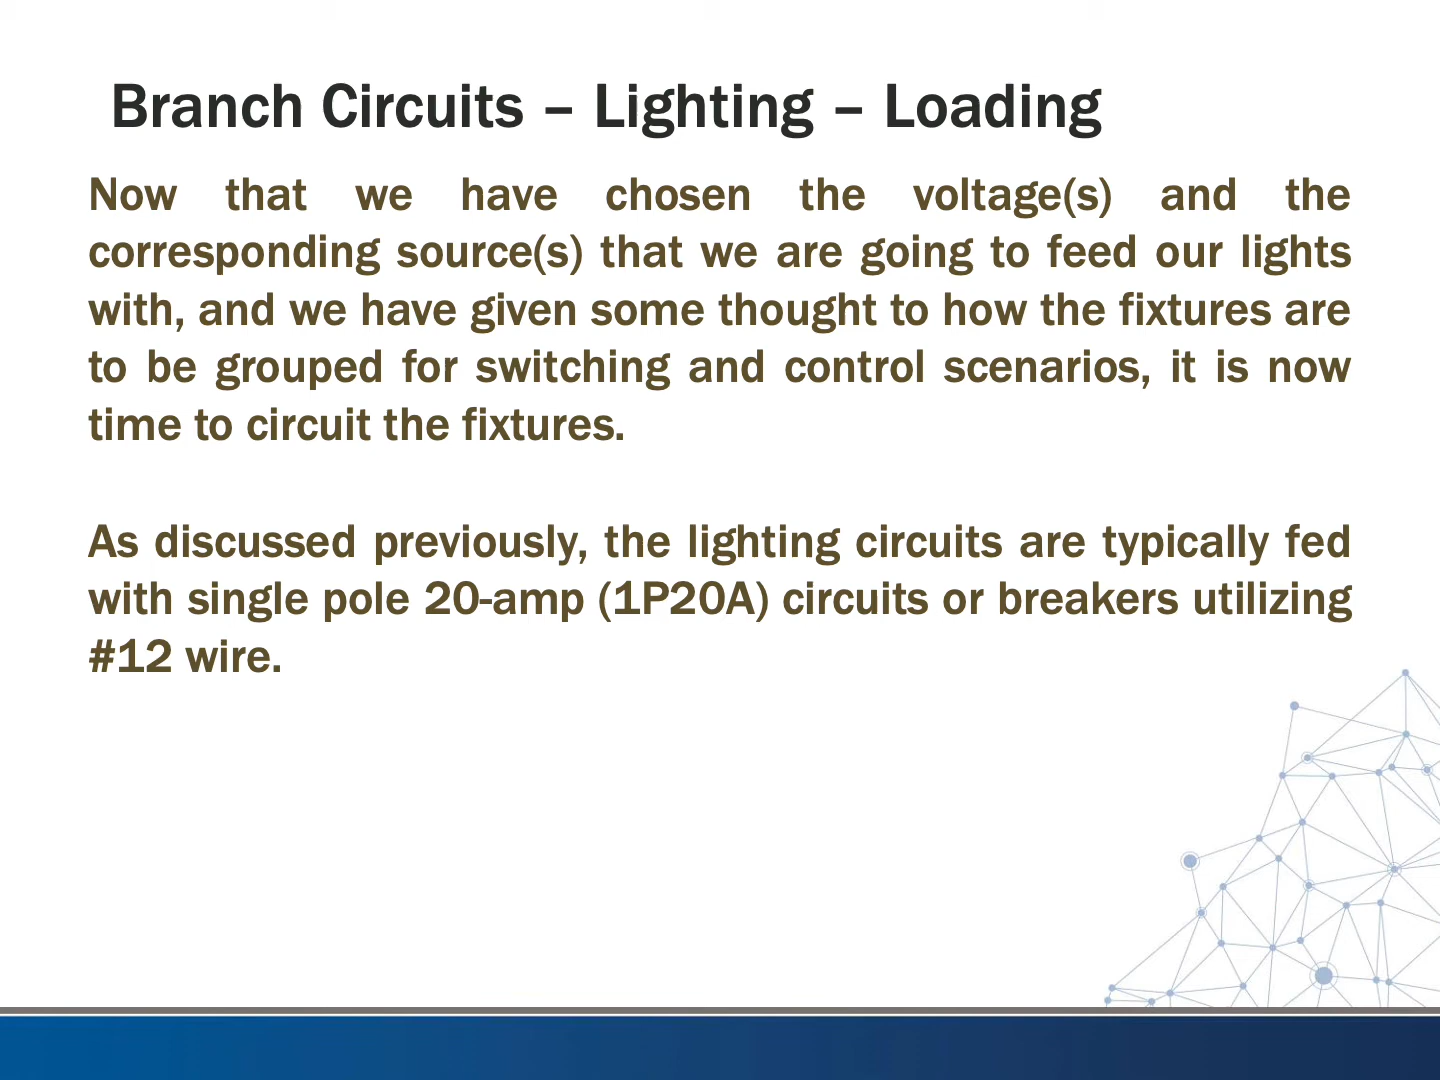 Branch Circuits – Lighting – Loading
Now that we have chosen the voltage(s) and the
corresponding source(s) that we are going to feed our lights
with, and we have given some thought to how the fixtures are
to be grouped for switching and control scenarios, it is now
time to circuit the fixtures.
As discussed previously, the lighting circuits are typically fed
with single pole 20-amp (1P20A) circuits or breakers utilizing
#12 wire.